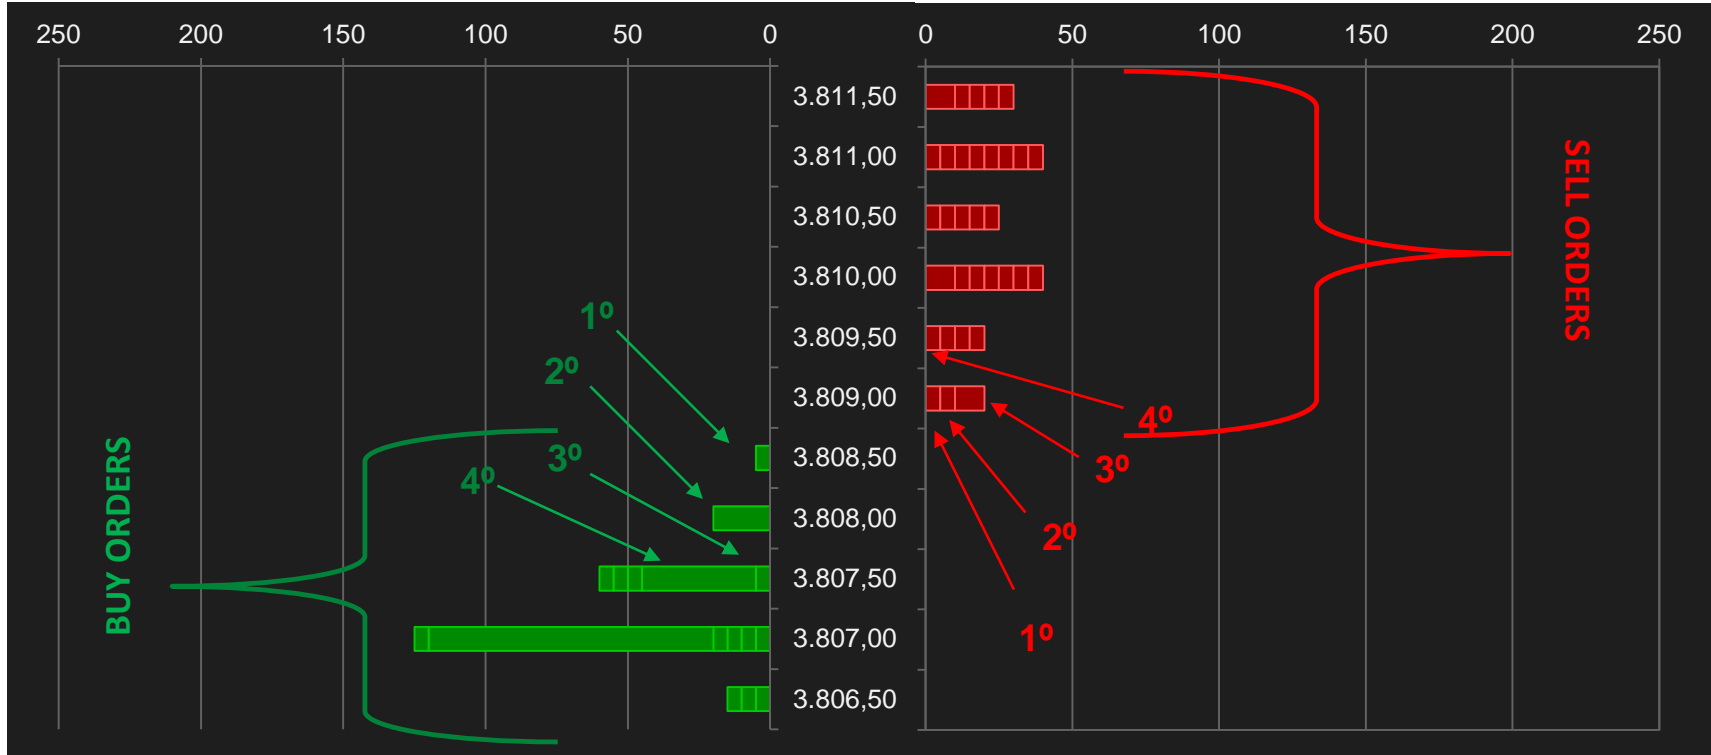 250 200 150 100 50 0 0 50 100 150 200 250
3.811,50
3.811,00
3.810,50
3.810,00
3.809,50
3.809,00
3.808,50
3.808,00
3.807,50
3.807,00
3.806,50
1º
2º
3º
4º
BUY ORDERS
4º
3º
2º
1º
SELL ORDERS